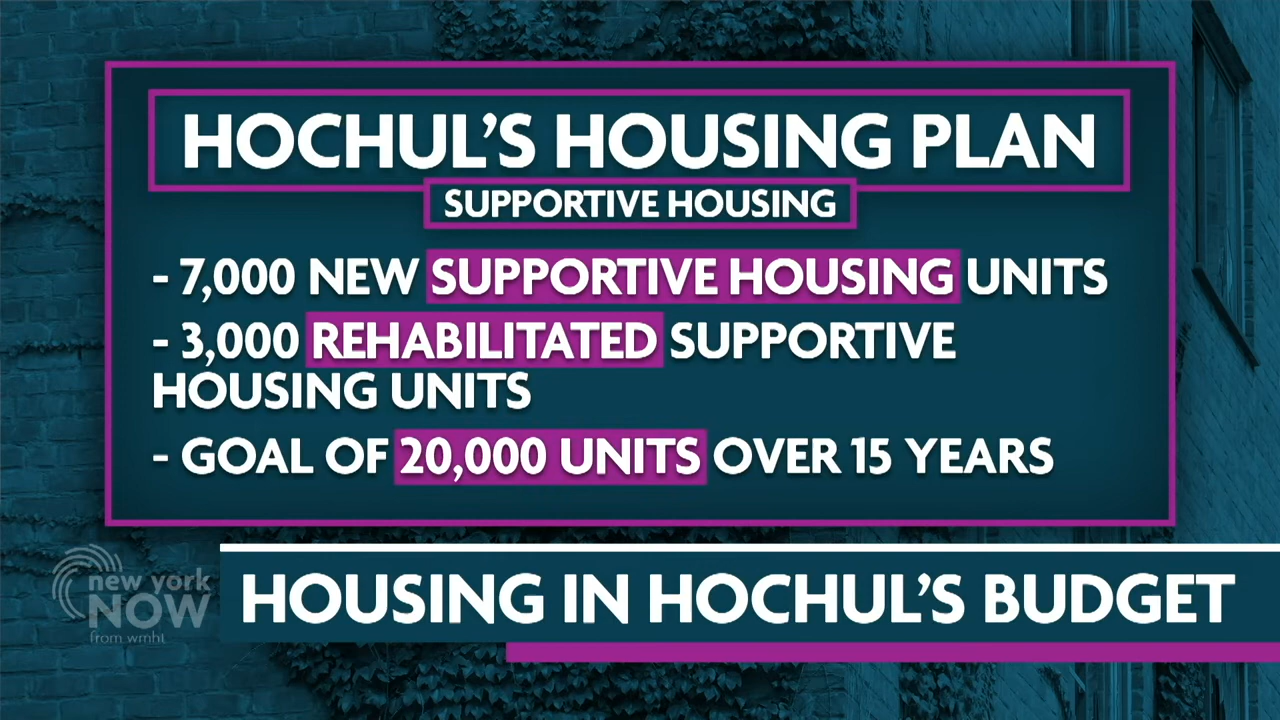 HOCHUL'S HOUSING PLAN
SUPPORTIVE HOUSING
- 7,000 NEW SUPPORTIVE HOUSING UNITS
- 3,000 REHABILITATED SUPPORTIVE
HOUSING UNITS
- GOAL OF 20,000 UNITS OVER 15 YEARS
new york
NOW
from wmht
HOUSING IN HOCHUL'S BUDGET